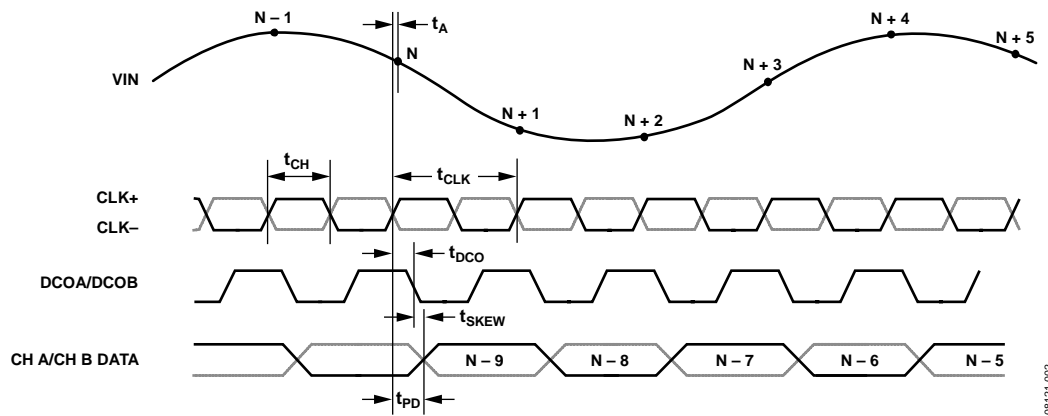 N – 1
tA
N
N + 4
N + 5
N + 3
VIN
N + 1
N + 2
tCH
tCLK
CLK+
CLK–
tDCO
DCOA/DCOB
tSKEW
CH A/CH B DATA
N – 9
N – 8
N – 7
N – 6
N – 5
tPD